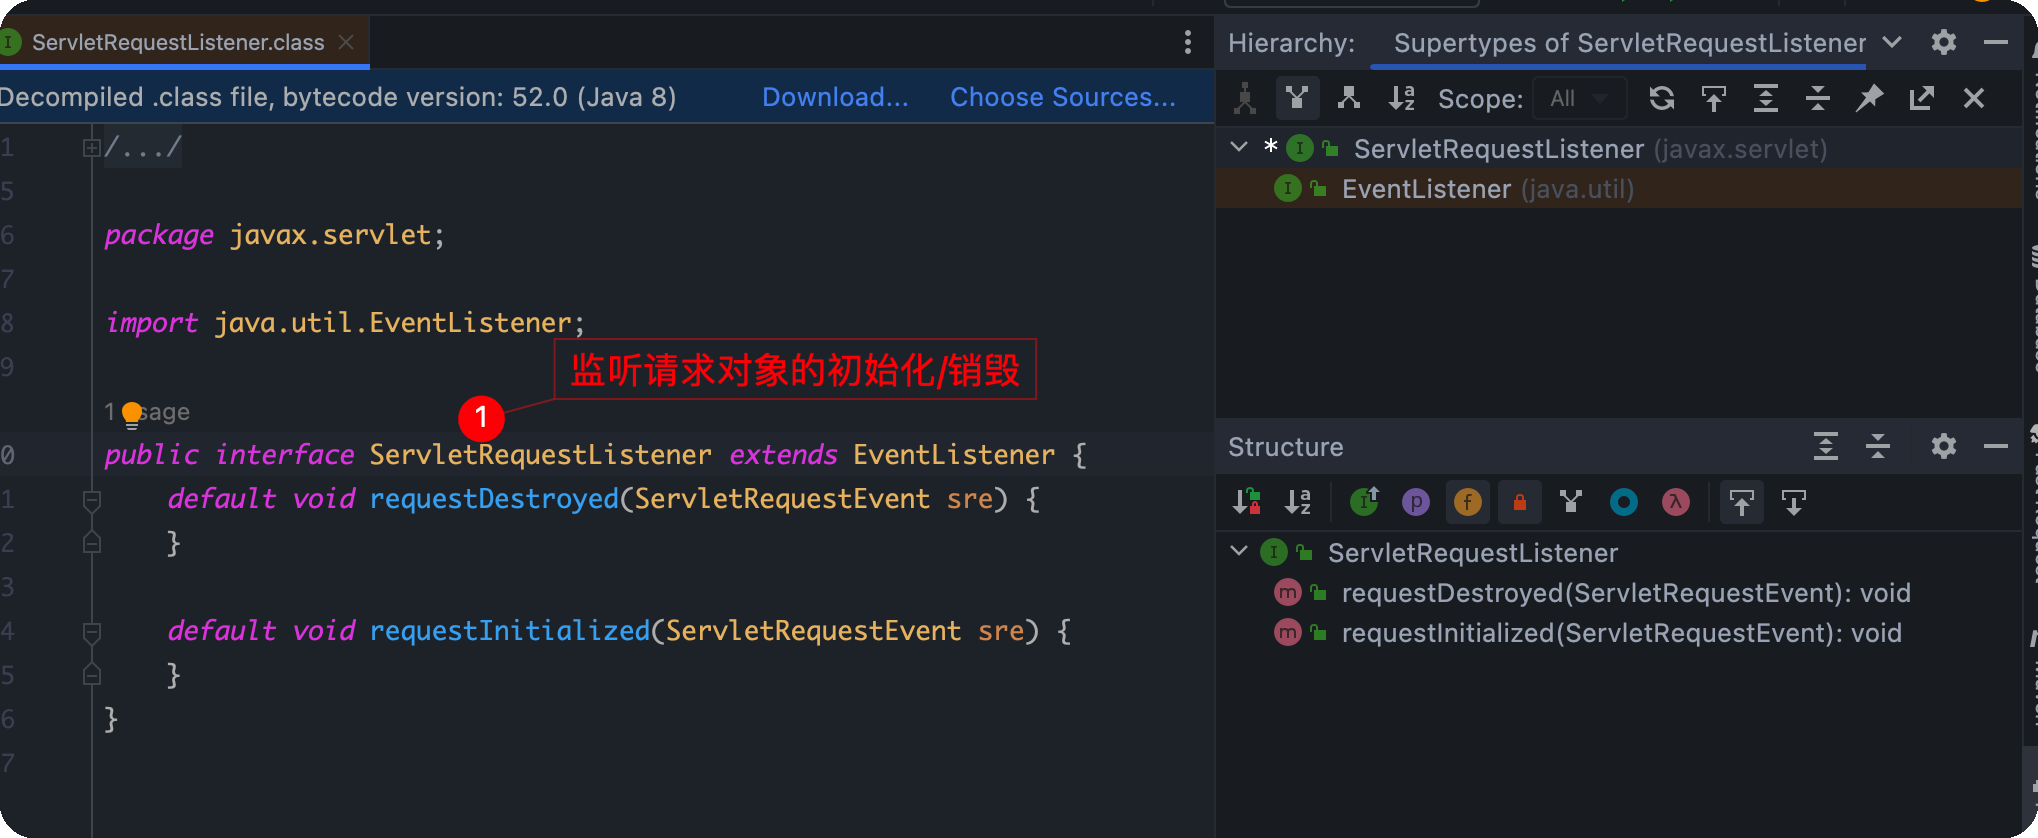 ServletRequestListener.class
Decompiled .class file, bytecode version: 52.0 (Java 8) Download... Choose Sources...
1 /.../
5
6 package javax.servlet;
7
8 import java.util.EventListener;
9
监听请求对象的初始化/销毁
1 sage
1
0 public interface ServletRequestListener extends EventListener {
1 default void requestDestroyed(ServletRequestEvent sre) {
2 }
3
4 default void requestInitialized(ServletRequestEvent sre) {
5 }
6 }
7
Hierarchy: Supertypes of ServletRequestListener
Scope: All
* ServletRequestListener (javax.servlet)
EventListener (java.util)
Structure
ServletRequestListener
requestDestroyed(ServletRequestEvent): void
requestInitialized(ServletRequestEvent): void